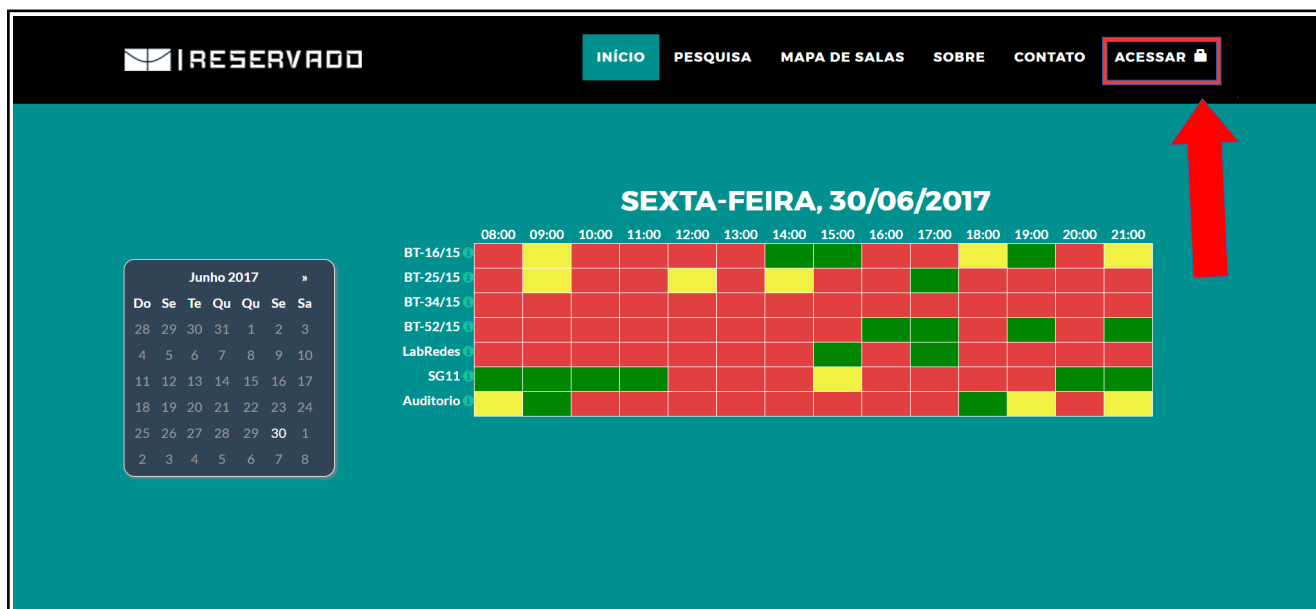 |RESERVADO
INÍCIO PESQUISA MAPA DE SALAS SOBRE CONTATO ACESSAR
SEXTA-FEIRA, 30/06/2017
08:00 09:00 10:00 11:00 12:00 13:00 14:00 15:00 16:00 17:00 18:00 19:00 20:00 21:00
BT-16/15
BT-25/15
BT-34/15
BT-52/15
LabRedes
SG11
Auditorio
Junho 2017 »
Do Se Te Qu Qu Se Sa
28 29 30 31 1 2 3
4 5 6 7 8 9 10
11 12 13 14 15 16 17
18 19 20 21 22 23 24
25 26 27 28 29 30 1
2 3 4 5 6 7 8